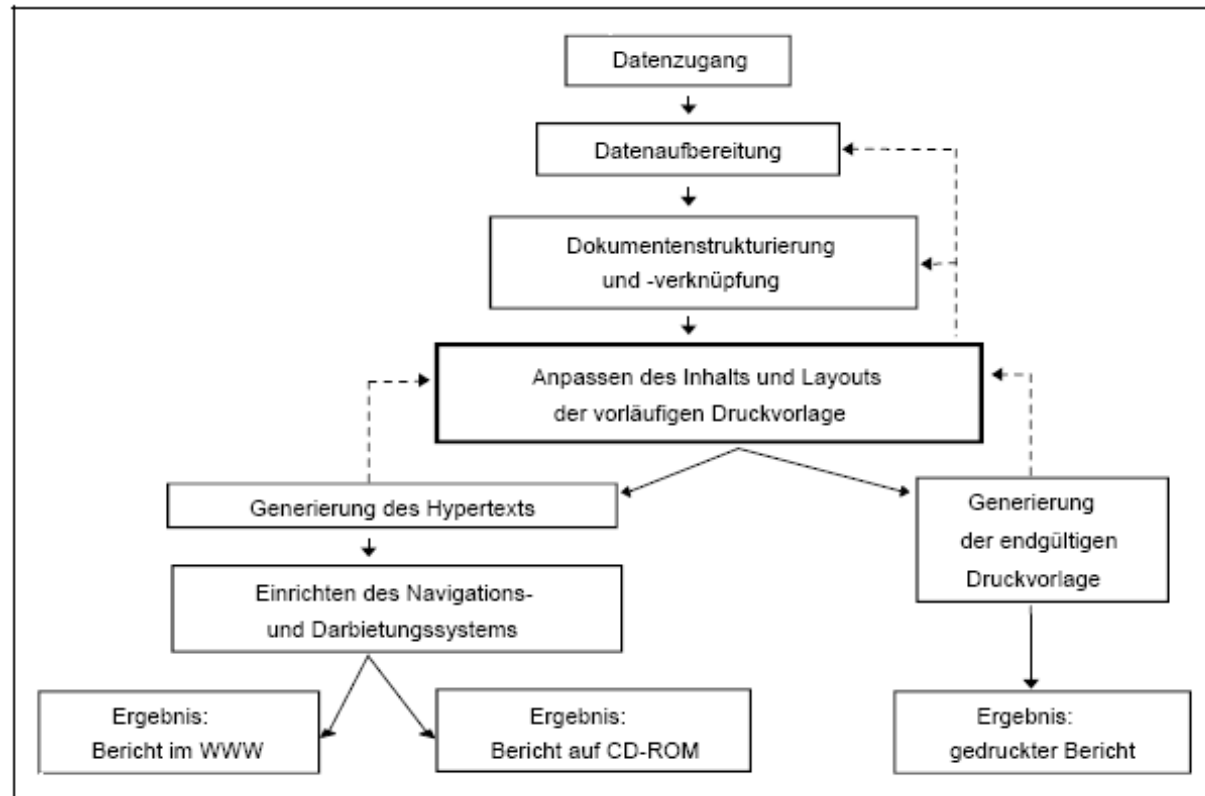 Datenzugang
Datenaufbereitung
Dokumentenstrukturierung
und -verknüpfung
Anpassen des Inhalts und Layouts
der vorläufigen Druckvorlage
Generierung des Hypertexts
Generierung
der endgültigen
Druckvorlage
Einrichten des Navigations-
und Darbietungssystems
Ergebnis:
Bericht im WWW
Ergebnis:
Bericht auf CD-ROM
Ergebnis:
gedruckter Bericht